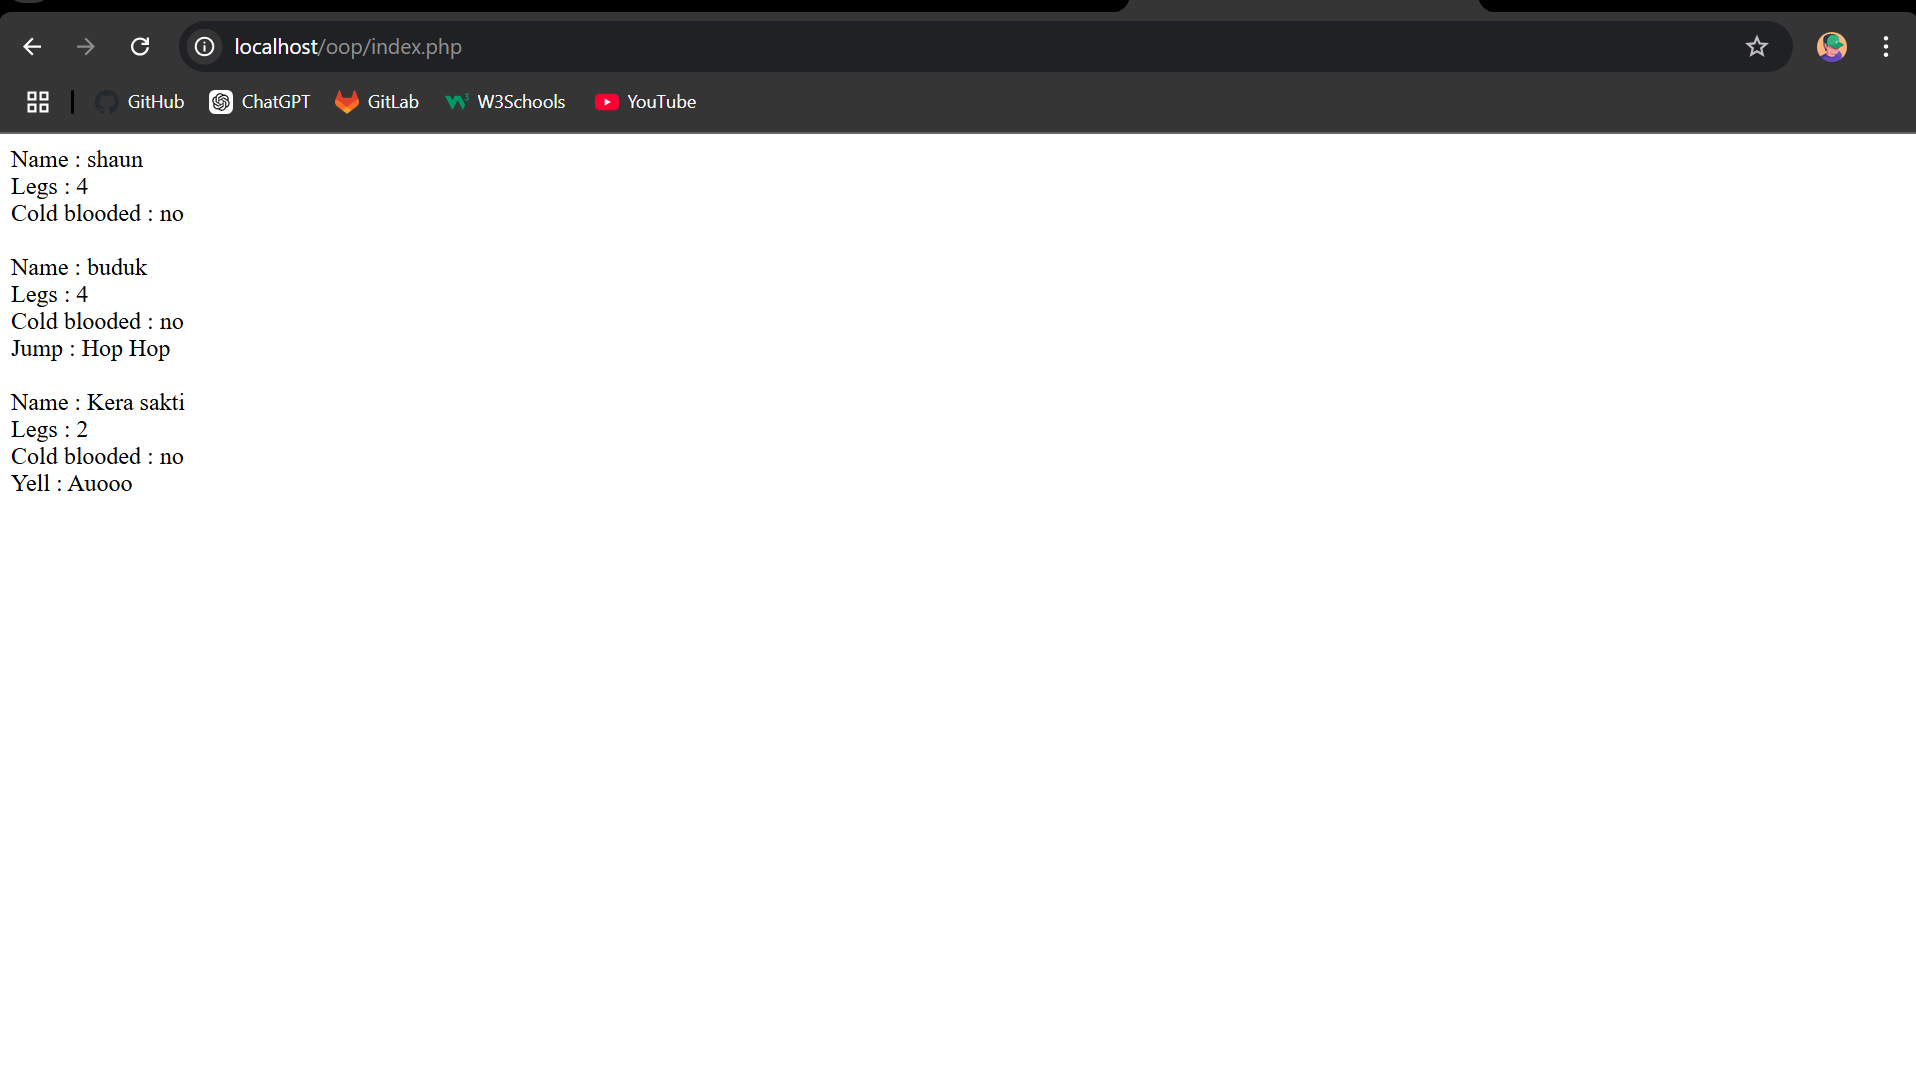 localhost/oop/index.php
GitHub ChatGPT GitLab W3Schools YouTube
Name : shaun
Legs : 4
Cold blooded : no
Name : buduk
Legs : 4
Cold blooded : no
Jump : Hop Hop
Name : Kera sakti
Legs : 2
Cold blooded : no
Yell : Auooo